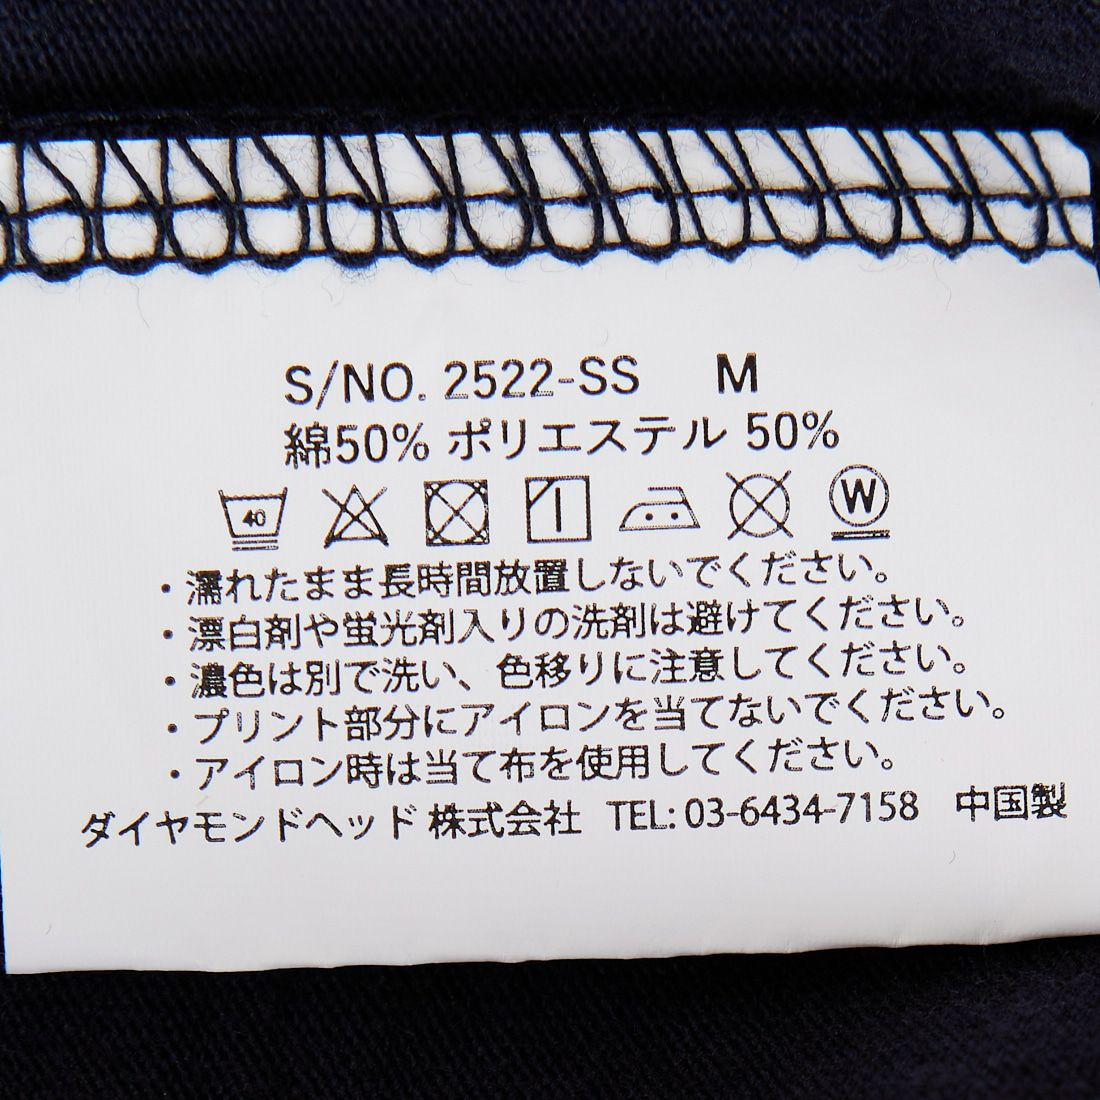 S/NO. 2522-SS M
綿50% ポリエステル 50%
40 W
・濡れたまま長時間放置しないでください。
・漂白剤や蛍光剤入りの洗剤は避けてください。
・濃色は別で洗い、色移りに注意してください。
・プリント部分にアイロンを当てないでください。
・アイロン時は当て布を使用してください。
ダイヤモンドヘッド 株式会社 TEL: 03-6434-7158 中国製